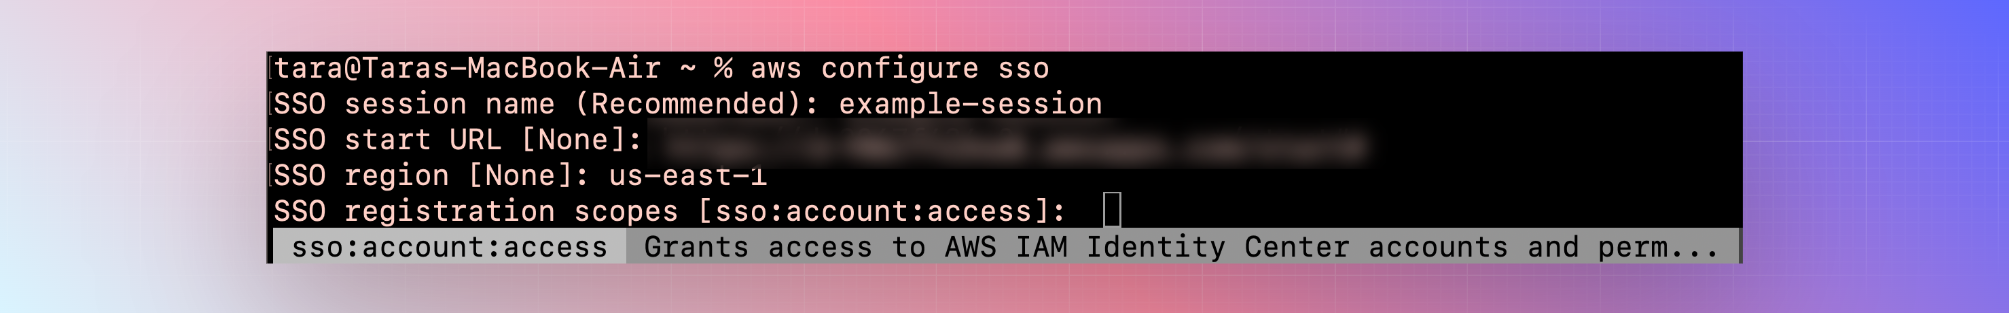 tara@Taras-MacBook-Air ~ % aws configure sso
SSO session name (Recommended): example-session
SSO start URL [None]:
SSO region [None]: us-east-1
SSO registration scopes [sso:account:access]:
sso:account:access Grants access to AWS IAM Identity Center accounts and perm...